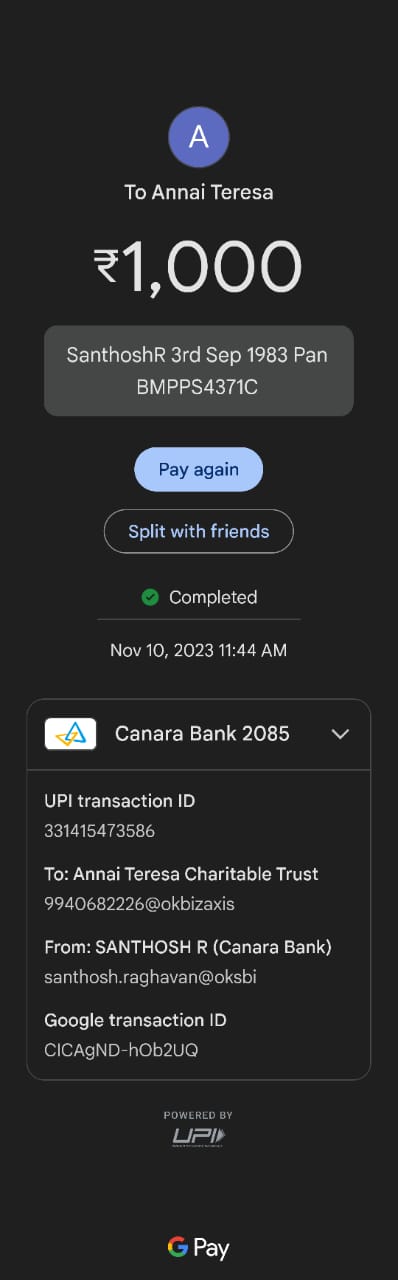 A
To Annai Teresa
₹1,000
SanthoshR 3rd Sep 1983 Pan
BMPPS4371C
Pay again
Split with friends
Completed
Nov 10, 2023 11:44 AM
Canara Bank 2085
UPI transaction ID
331415473586
To: Annai Teresa Charitable Trust
9940682226@okbizaxis
From: SANTHOSH R (Canara Bank)
santhosh.raghavan@oksbi
Google transaction ID
CICAgND-hOb2UQ
POWERED BY
UPI
G Pay